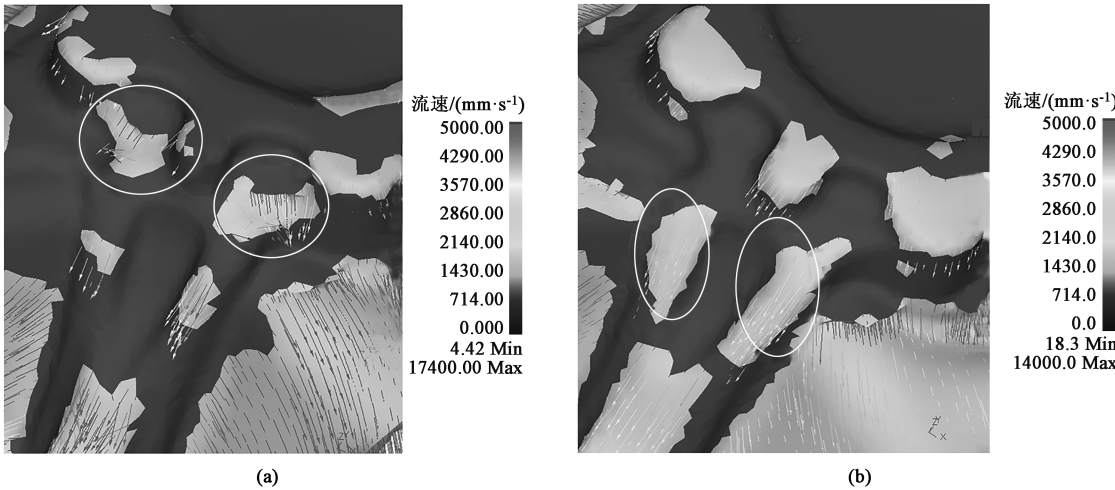 流速/(mm·s⁻¹)
5000.00
4290.00
3570.00
2860.00
2140.00
1430.00
714.00
0.000
4.42 Min
17400.00 Max
(a)
流速/(mm·s⁻¹)
5000.0
4290.0
3570.0
2860.0
2140.0
1430.0
714.0
0.0
18.3 Min
14000.0 Max
Z
X
(b)